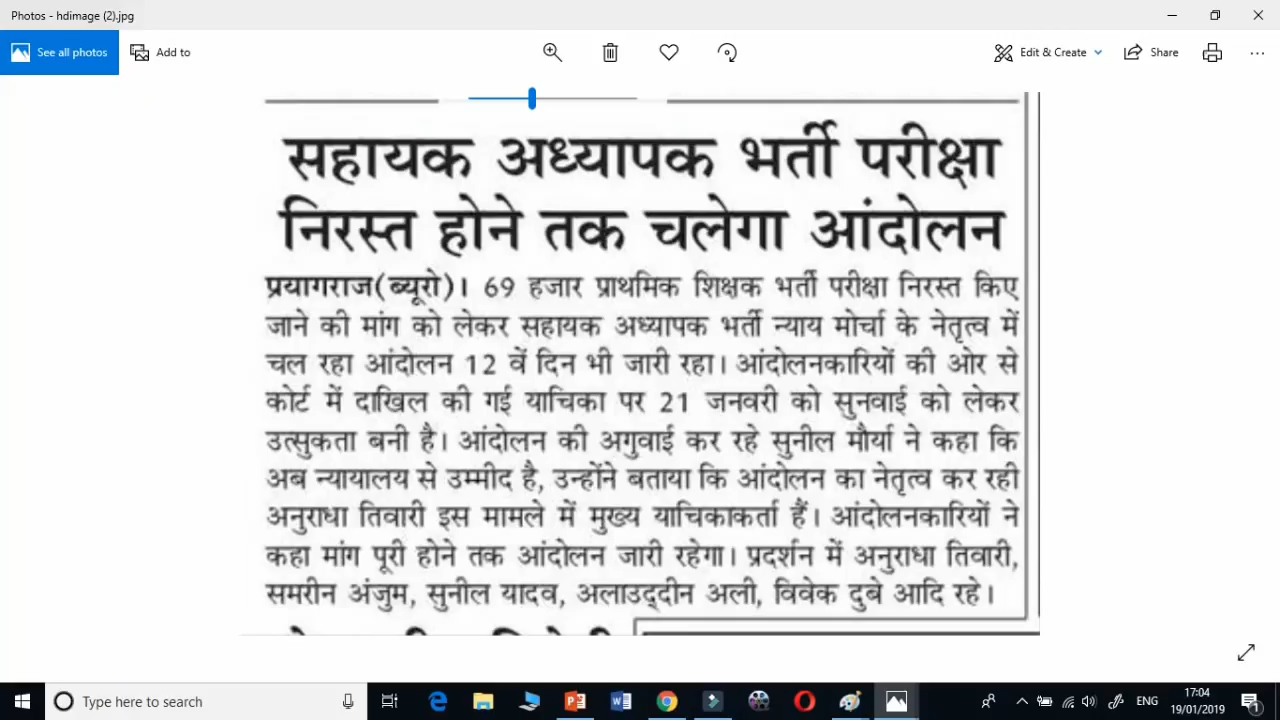 Photos - hdimage (2).jpg
See all photos
Add to
Edit & Create
Share
सहायक अध्यापक भर्ती परीक्षा
निरस्त होने तक चलेगा आंदोलन
प्रयागराज(ब्यूरो)। 69 हजार प्राथमिक शिक्षक भर्ती परीक्षा निरस्त किए
जाने की मांग को लेकर सहायक अध्यापक भर्ती न्याय मोर्चा के नेतृत्व में
चल रहा आंदोलन 12 वें दिन भी जारी रहा। आंदोलनकारियों की ओर से
कोर्ट में दाखिल की गई याचिका पर 21 जनवरी को सुनवाई को लेकर
उत्सुकता बनी है। आंदोलन की अगुवाई कर रहे सुनील मौर्या ने कहा कि
अब न्यायालय से उम्मीद है, उन्होंने बताया कि आंदोलन का नेतृत्व कर रही
अनुराधा तिवारी इस मामले में मुख्य याचिकाकर्ता हैं। आंदोलनकारियों ने
कहा मांग पूरी होने तक आंदोलन जारी रहेगा। प्रदर्शन में अनुराधा तिवारी,
समरीन अंजुम, सुनील यादव, अलाउद्दीन अली, विवेक दुबे आदि रहे।
Type here to search
ENG
17:04
19/01/2019
1